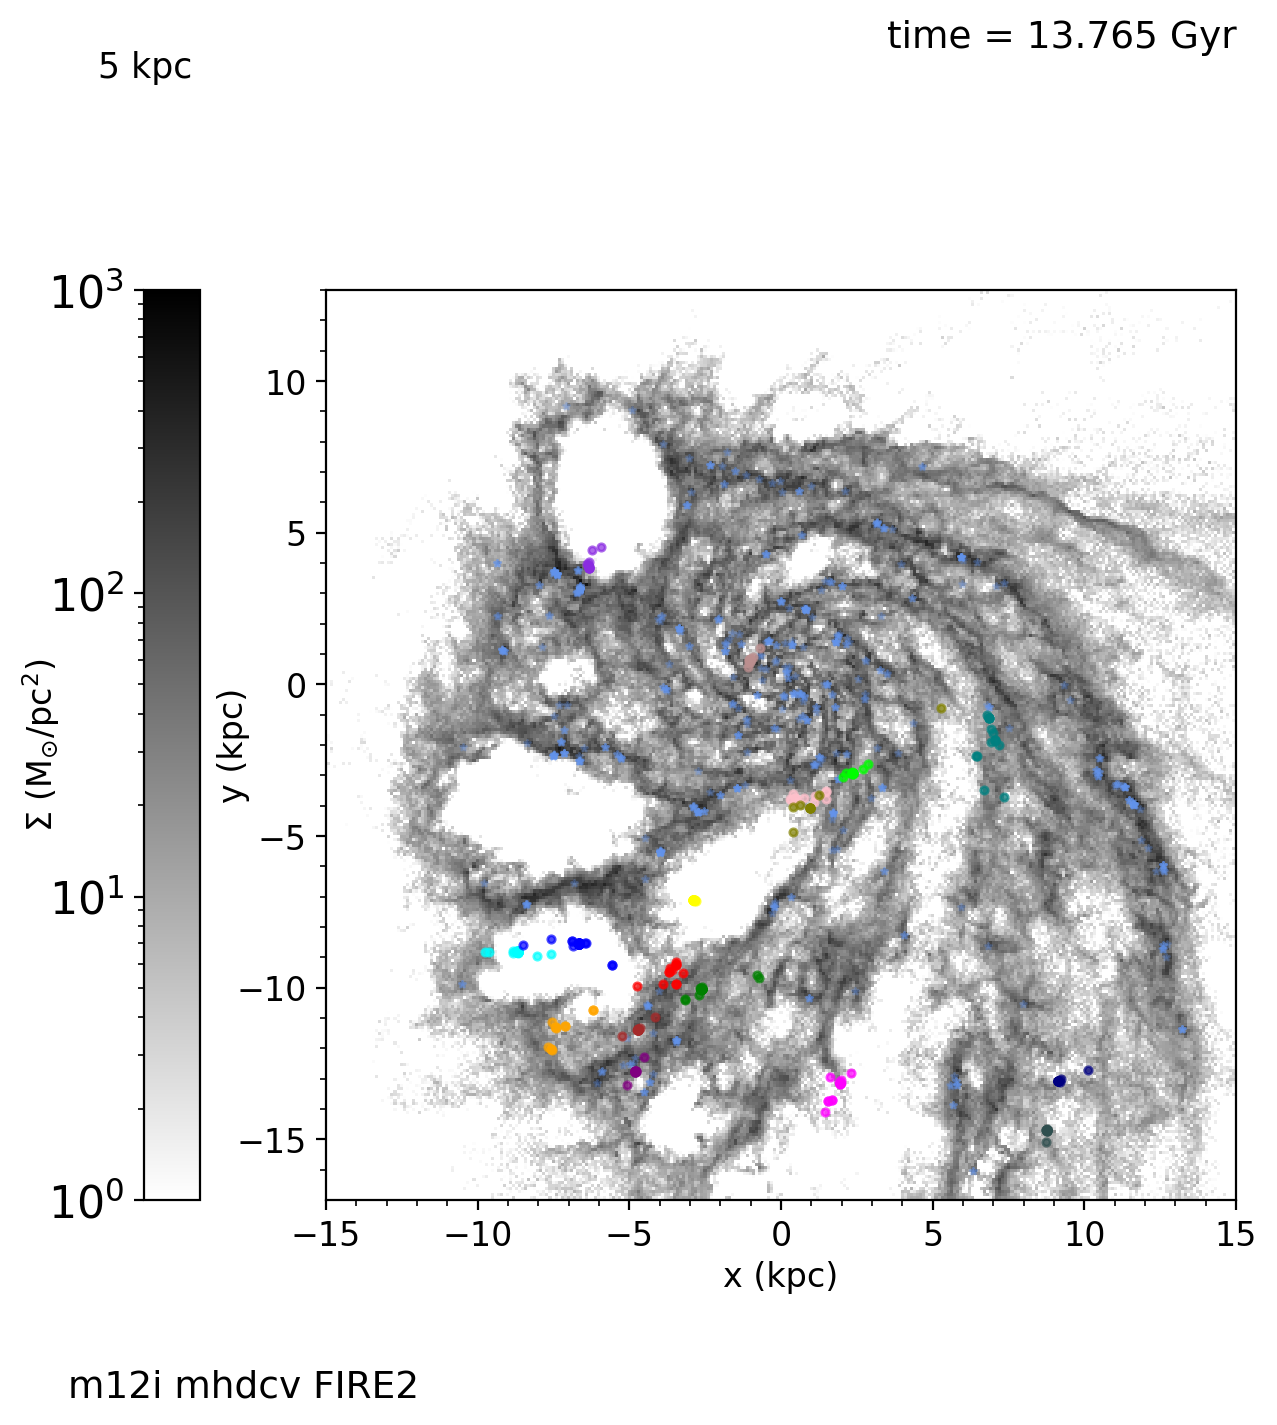 time = 13.765 Gyr
5 kpc
10³
10²
10¹
10⁰
Σ (M☉/pc²)
y (kpc)
10
5
0
−5
−10
−15
−15 −10 −5 0 5 10 15
x (kpc)
m12i mhdcv FIRE2